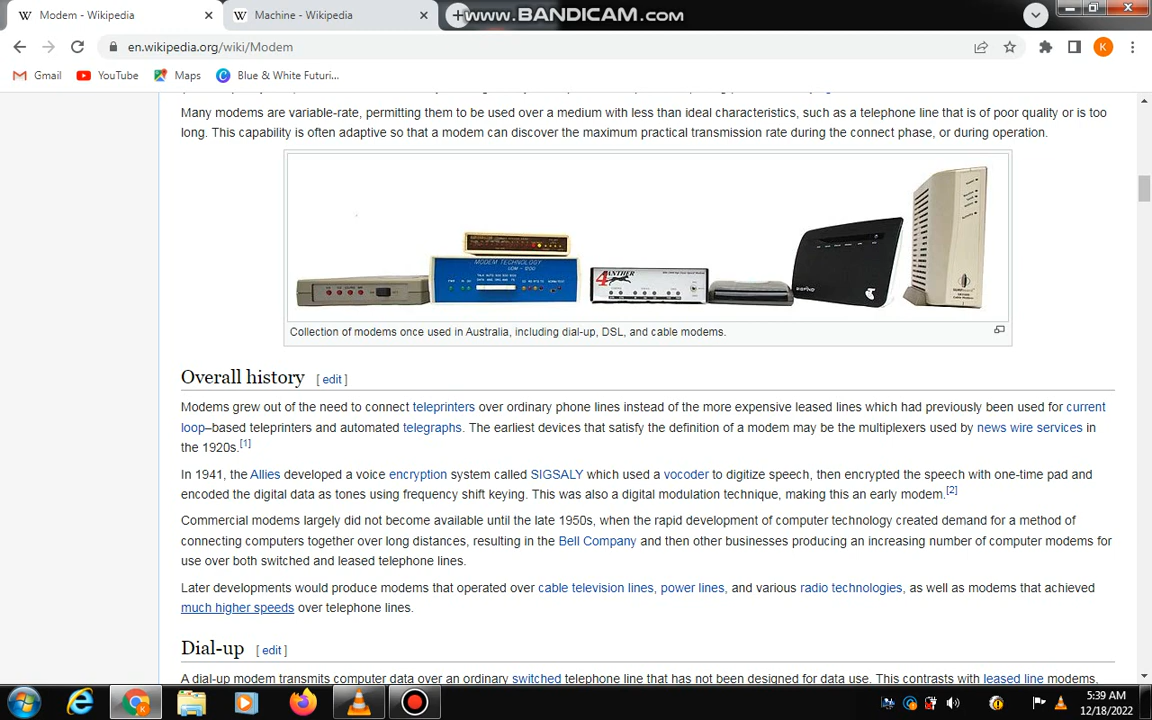 Modem - Wikipedia
Machine - Wikipedia
www.BANDICAM.com
en.wikipedia.org/wiki/Modem
K
Gmail
YouTube
Maps
Blue & White Futuri...
Many modems are variable-rate, permitting them to be used over a medium with less than ideal characteristics, such as a telephone line that is of poor quality or is too
long. This capability is often adaptive so that a modem can discover the maximum practical transmission rate during the connect phase, or during operation.
MODEM TECHNOLOGY
PANTHER
Collection of modems once used in Australia, including dial-up, DSL, and cable modems.
Overall history [ edit ]
Modems grew out of the need to connect teleprinters over ordinary phone lines instead of the more expensive leased lines which had previously been used for current
loop–based teleprinters and automated telegraphs. The earliest devices that satisfy the definition of a modem may be the multiplexers used by news wire services in
the 1920s.[1]
In 1941, the Allies developed a voice encryption system called SIGSALY which used a vocoder to digitize speech, then encrypted the speech with one-time pad and
encoded the digital data as tones using frequency shift keying. This was also a digital modulation technique, making this an early modem.[2]
Commercial modems largely did not become available until the late 1950s, when the rapid development of computer technology created demand for a method of
connecting computers together over long distances, resulting in the Bell Company and then other businesses producing an increasing number of computer modems for
use over both switched and leased telephone lines.
Later developments would produce modems that operated over cable television lines, power lines, and various radio technologies, as well as modems that achieved
much higher speeds over telephone lines.
Dial-up [ edit ]
A dial-up modem transmits computer data over an ordinary switched telephone line that has not been designed for data use. This contrasts with leased line modems,
5:39 AM
12/18/2022